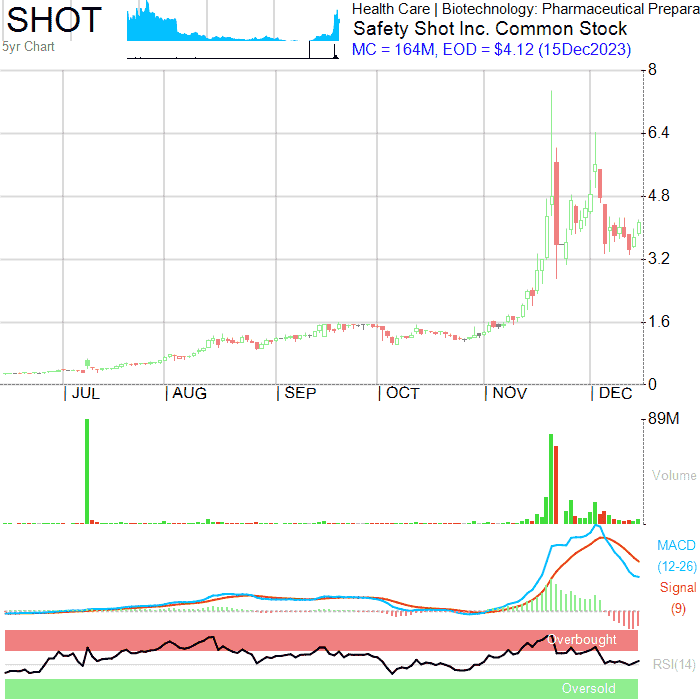 SHOT
5yr Chart
Health Care | Biotechnology: Pharmaceutical Prepara
Safety Shot Inc. Common Stock
MC = 164M, EOD = $4.12 (15Dec2023)
8
6.4
4.8
3.2
1.6
0
JUL
AUG
SEP
OCT
NOV
DEC
89M
Volume
MACD
(12-26)
Signal
(9)
Overbought
RSI(14)
Oversold